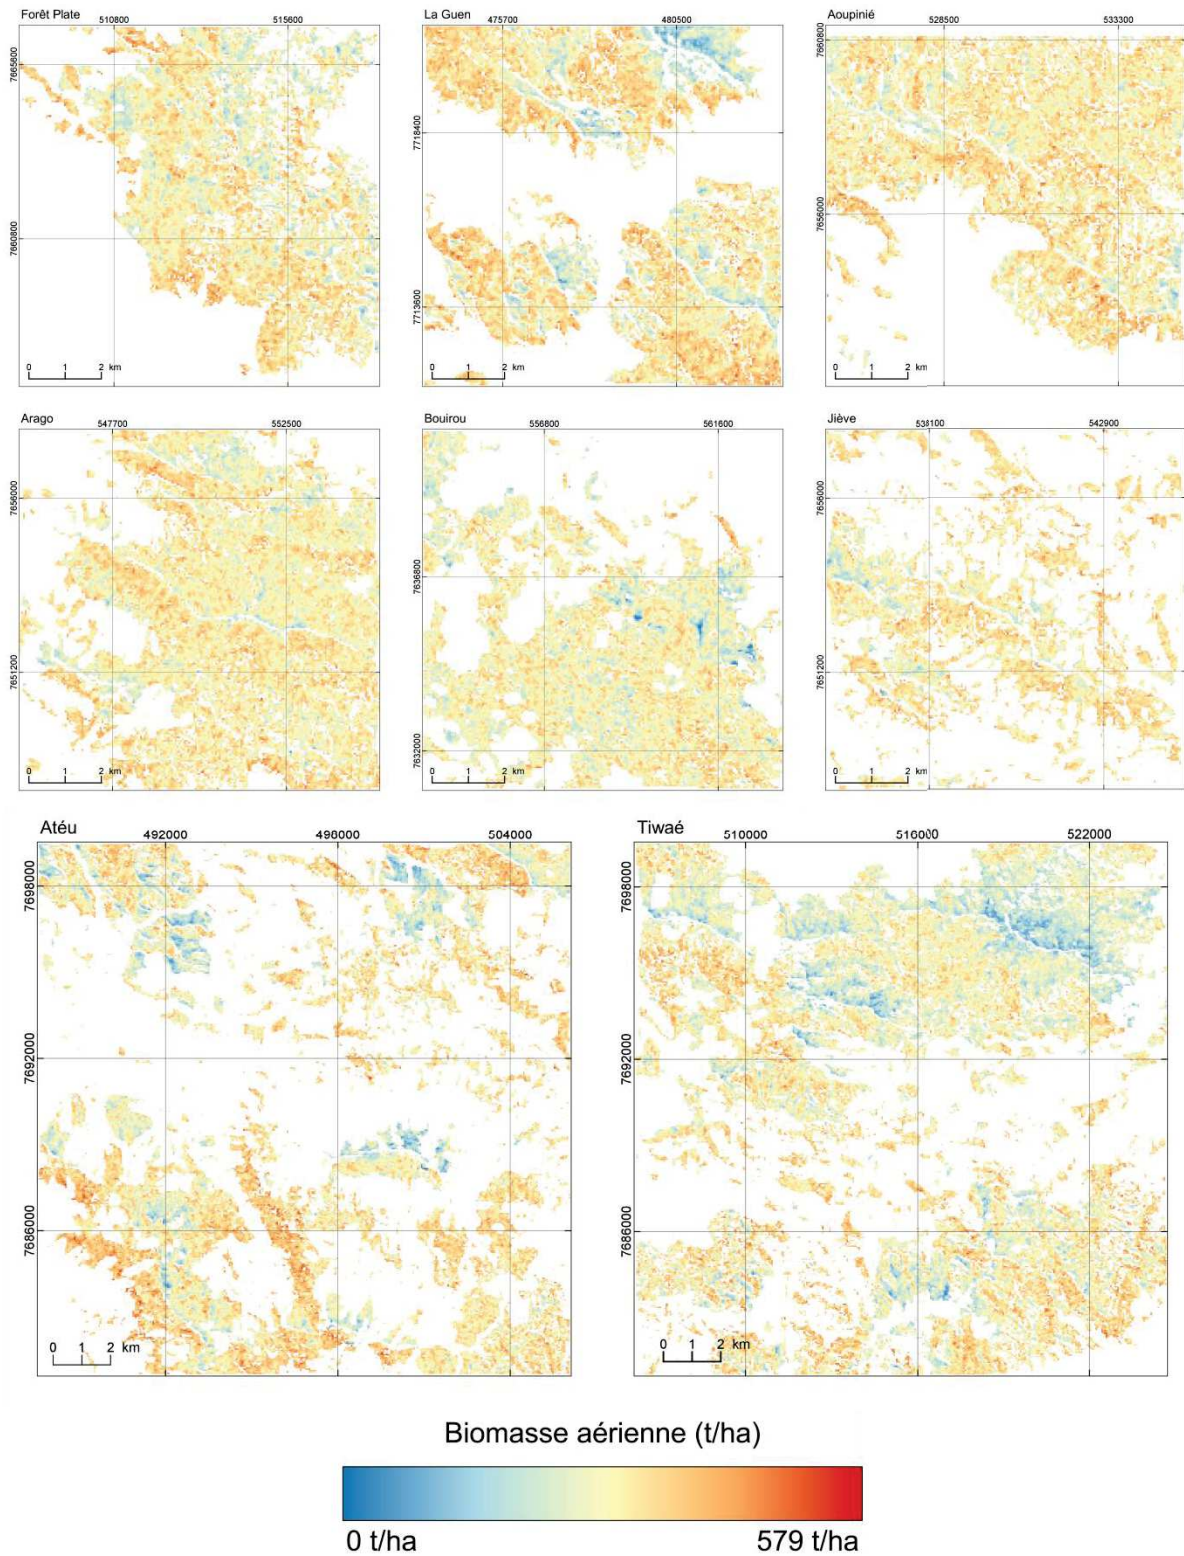 Forêt Plate
510800 515600
7665600
7660800
0 1 2 km
La Guen
475700 480500
7718400
7713600
0 1 2 km
Aoupinié
528500 533300
7660800
7656000
0 1 2 km
Arago
547700 552500
7656000
7651200
0 1 2 km
Bouirou
556800 561600
7636800
7632000
0 1 2 km
Jiève
538100 542900
7656000
7651200
0 1 2 km
Atéu
492000 498000 504000
7698000
7692000
7686000
0 1 2 km
Tiwaé
510000 516000 522000
7698000
7692000
7686000
0 1 2 km
Biomasse aérienne (t/ha)
0 t/ha 579 t/ha